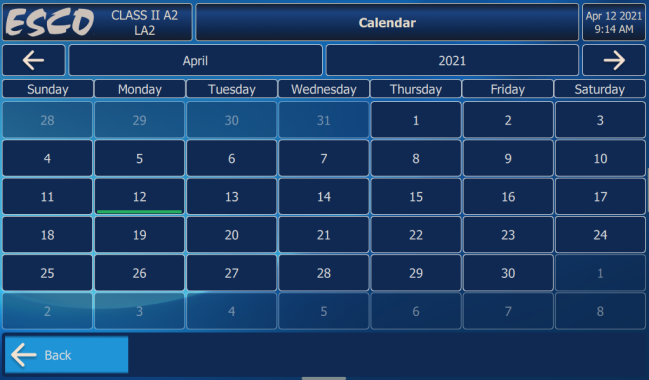 ESCO
CLASS II A2
LA2
Calendar
Apr 12 2021
9:14 AM
April
2021
Sunday Monday Tuesday Wednesday Thursday Friday Saturday
28 29 30 31 1 2 3
4 5 6 7 8 9 10
11 12 13 14 15 16 17
18 19 20 21 22 23 24
25 26 27 28 29 30 1
2 3 4 5 6 7 8
Back